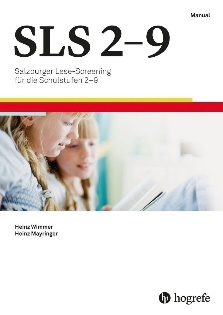 Manual
SLS 2–9
Salzburger Lese-Screening
für die Schulstufen 2–9
Heinz Wimmer
Heinz Mayringer
hogrefe